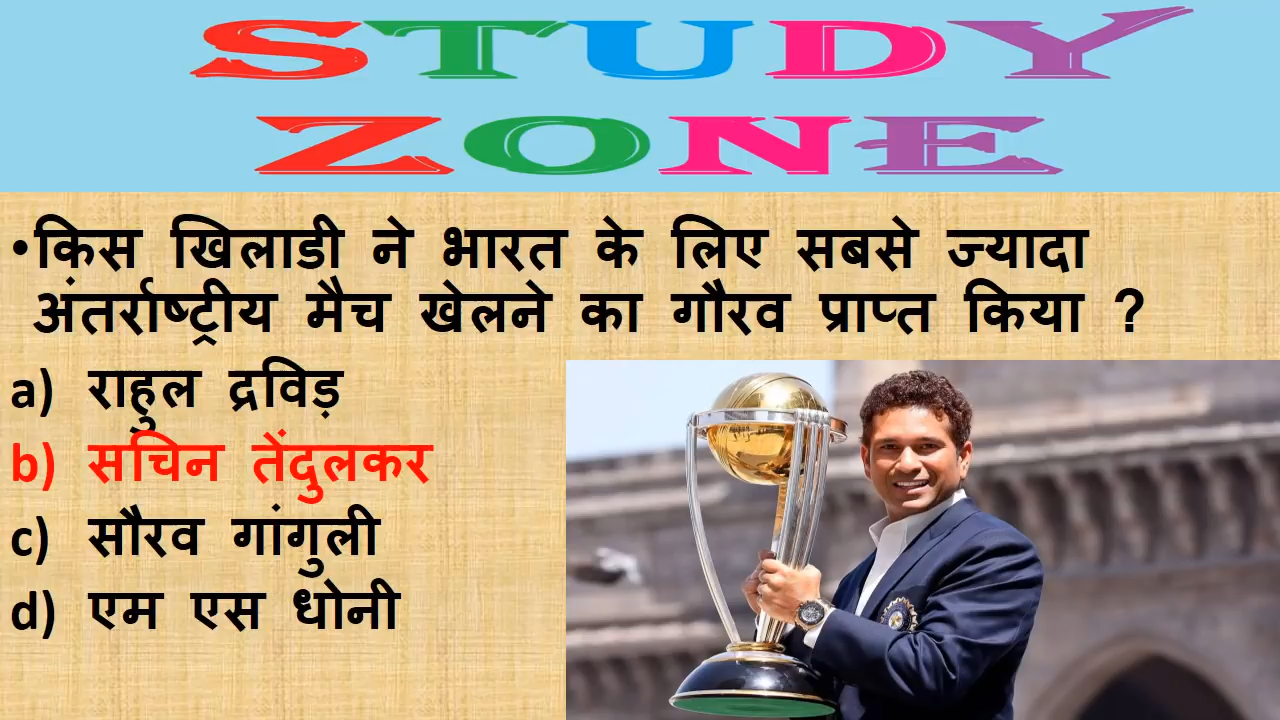 STUDY
ZONE
•किस खिलाडी ने भारत के लिए सबसे ज्यादा
अंतर्राष्ट्रीय मैच खेलने का गौरव प्राप्त किया ?
a) राहुल द्रविड़
b) सचिन तेंदुलकर
c) सौरव गांगुली
d) एम एस धोनी